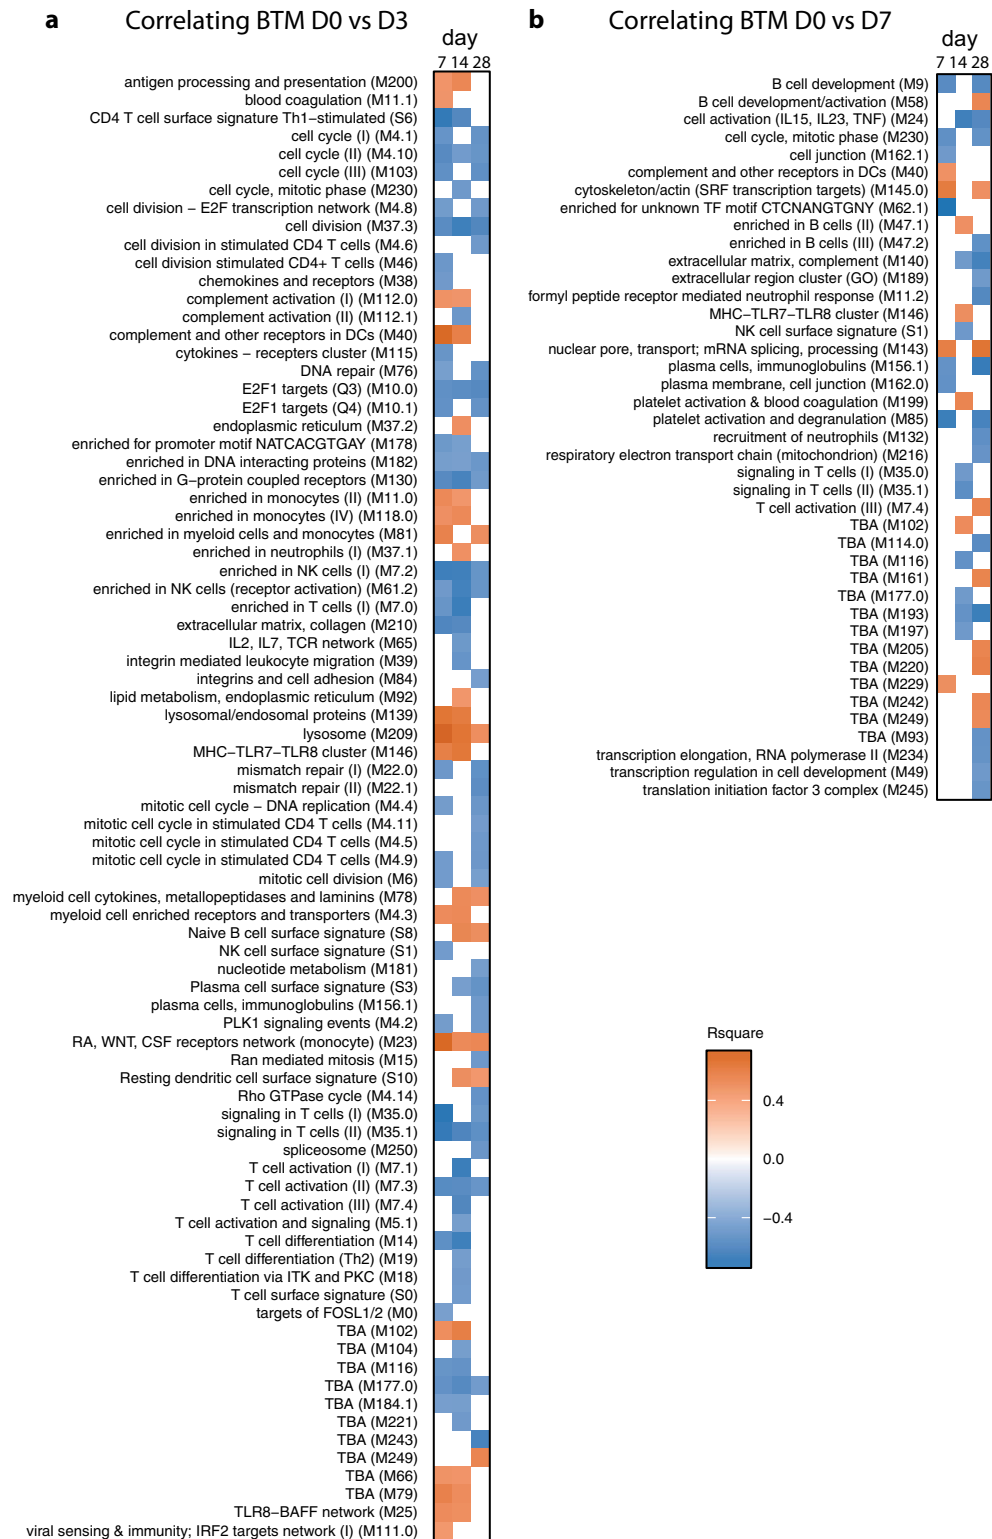 a Correlating BTM D0 vs D3
day
7 14 28
antigen processing and presentation (M200)
blood coagulation (M11.1)
CD4 T cell surface signature Th1−stimulated (S6)
cell cycle (I) (M4.1)
cell cycle (II) (M4.10)
cell cycle (III) (M103)
cell cycle, mitotic phase (M230)
cell division − E2F transcription network (M4.8)
cell division (M37.3)
cell division in stimulated CD4 T cells (M4.6)
cell division stimulated CD4+ T cells (M46)
chemokines and receptors (M38)
complement activation (I) (M112.0)
complement activation (II) (M112.1)
complement and other receptors in DCs (M40)
cytokines − recepters cluster (M115)
DNA repair (M76)
E2F1 targets (Q3) (M10.0)
E2F1 targets (Q4) (M10.1)
endoplasmic reticulum (M37.2)
enriched for promoter motif NATCACGTGAY (M178)
enriched in DNA interacting proteins (M182)
enriched in G−protein coupled receptors (M130)
enriched in monocytes (II) (M11.0)
enriched in monocytes (IV) (M118.0)
enriched in myeloid cells and monocytes (M81)
enriched in neutrophils (I) (M37.1)
enriched in NK cells (I) (M7.2)
enriched in NK cells (receptor activation) (M61.2)
enriched in T cells (I) (M7.0)
extracellular matrix, collagen (M210)
IL2, IL7, TCR network (M65)
integrin mediated leukocyte migration (M39)
integrins and cell adhesion (M84)
lipid metabolism, endoplasmic reticulum (M92)
lysosomal/endosomal proteins (M139)
lysosome (M209)
MHC−TLR7−TLR8 cluster (M146)
mismatch repair (I) (M22.0)
mismatch repair (II) (M22.1)
mitotic cell cycle − DNA replication (M4.4)
mitotic cell cycle in stimulated CD4 T cells (M4.11)
mitotic cell cycle in stimulated CD4 T cells (M4.5)
mitotic cell cycle in stimulated CD4 T cells (M4.9)
mitotic cell division (M6)
myeloid cell cytokines, metallopeptidases and laminins (M78)
myeloid cell enriched receptors and transporters (M4.3)
Naive B cell surface signature (S8)
NK cell surface signature (S1)
nucleotide metabolism (M181)
Plasma cell surface signature (S3)
plasma cells, immunoglobulins (M156.1)
PLK1 signaling events (M4.2)
RA, WNT, CSF receptors network (monocyte) (M23)
Ran mediated mitosis (M15)
Resting dendritic cell surface signature (S10)
Rho GTPase cycle (M4.14)
signaling in T cells (I) (M35.0)
signaling in T cells (II) (M35.1)
spliceosome (M250)
T cell activation (I) (M7.1)
T cell activation (II) (M7.3)
T cell activation (III) (M7.4)
T cell activation and signaling (M5.1)
T cell differentiation (M14)
T cell differentiation (Th2) (M19)
T cell differentiation via ITK and PKC (M18)
T cell surface signature (S0)
targets of FOSL1/2 (M0)
TBA (M102)
TBA (M104)
TBA (M116)
TBA (M177.0)
TBA (M184.1)
TBA (M221)
TBA (M243)
TBA (M249)
TBA (M66)
TBA (M79)
TLR8−BAFF network (M25)
viral sensing & immunity; IRF2 targets network (I) (M111.0)
b Correlating BTM D0 vs D7
day
7 14 28
B cell development (M9)
B cell development/activation (M58)
cell activation (IL15, IL23, TNF) (M24)
cell cycle, mitotic phase (M230)
cell junction (M162.1)
complement and other receptors in DCs (M40)
cytoskeleton/actin (SRF transcription targets) (M145.0)
enriched for unknown TF motif CTCNANGTGNY (M62.1)
enriched in B cells (II) (M47.1)
enriched in B cells (III) (M47.2)
extracellular matrix, complement (M140)
extracellular region cluster (GO) (M189)
formyl peptide receptor mediated neutrophil response (M11.2)
MHC−TLR7−TLR8 cluster (M146)
NK cell surface signature (S1)
nuclear pore, transport; mRNA splicing, processing (M143)
plasma cells, immunoglobulins (M156.1)
plasma membrane, cell junction (M162.0)
platelet activation & blood coagulation (M199)
platelet activation and degranulation (M85)
recruitment of neutrophils (M132)
respiratory electron transport chain (mitochondrion) (M216)
signaling in T cells (I) (M35.0)
signaling in T cells (II) (M35.1)
T cell activation (III) (M7.4)
TBA (M102)
TBA (M114.0)
TBA (M116)
TBA (M161)
TBA (M177.0)
TBA (M193)
TBA (M197)
TBA (M205)
TBA (M220)
TBA (M229)
TBA (M242)
TBA (M249)
TBA (M93)
transcription elongation, RNA polymerase II (M234)
transcription regulation in cell development (M49)
translation initiation factor 3 complex (M245)
Rsquare
0.4
0.0
−0.4